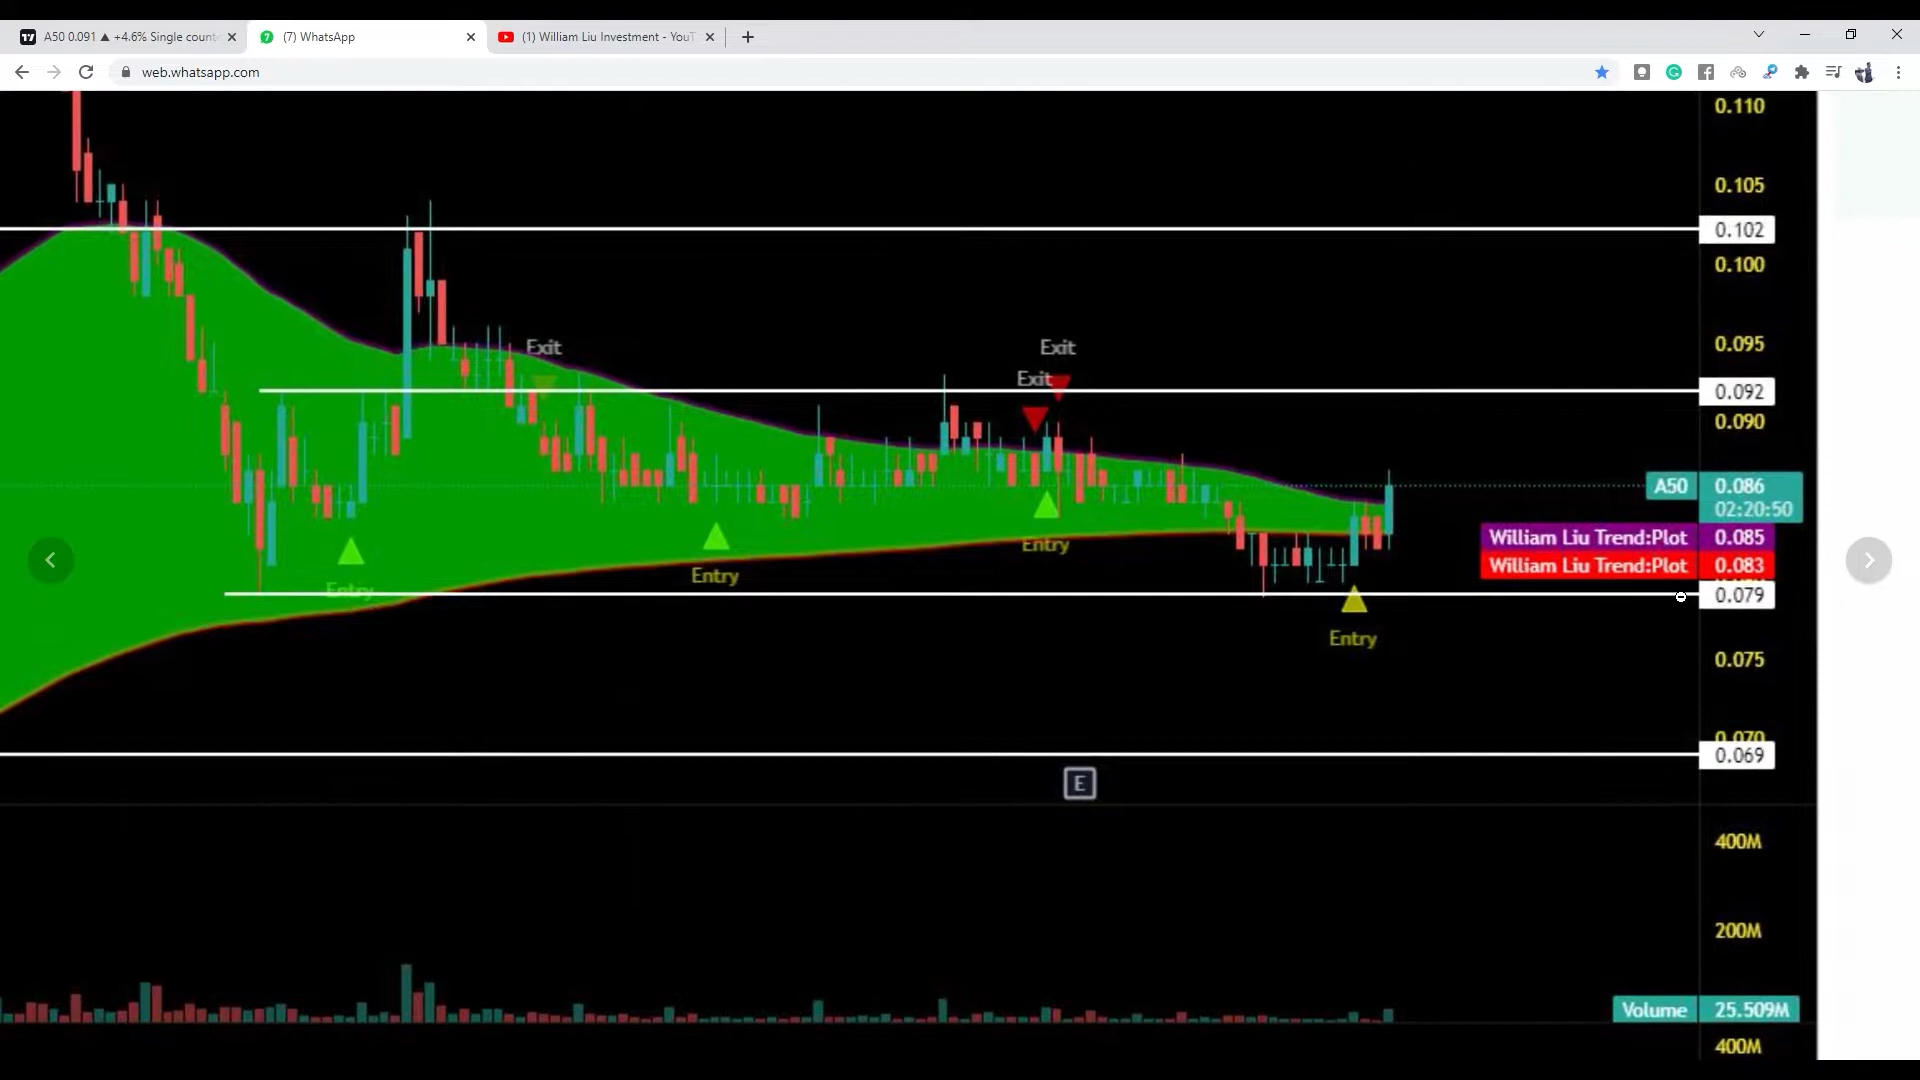 A50 0.091 ▲ +4.6% Single count
(7) WhatsApp
(1) William Liu Investment - YouT
web.whatsapp.com
0.110
0.105
0.102
0.100
Exit
Exit
0.095
Exit
0.092
0.090
A50
0.086
02:20:50
William Liu Trend:Plot
0.085
Entry
William Liu Trend:Plot
0.083
Entry
Entry
0.079
Entry
0.075
0.070
0.069
E
400M
200M
Volume
25.509M
400M